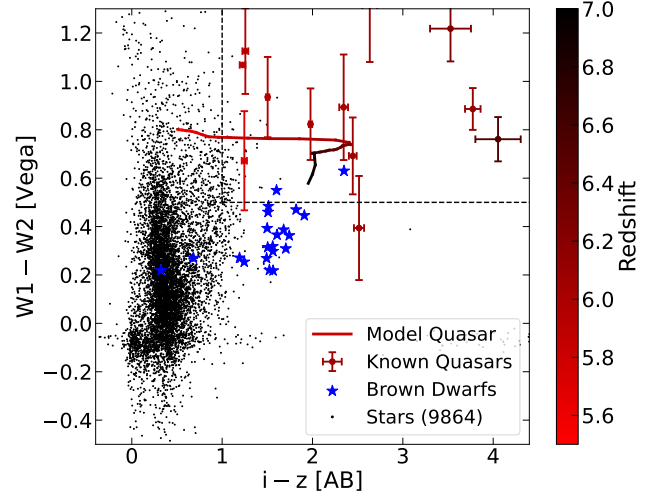 W1 − W2 [Vega]
1.2
1.0
0.8
0.6
0.4
0.2
0.0
−0.2
−0.4
Model Quasar
Known Quasars
Brown Dwarfs
Stars (9864)
0 1 2 3 4
i − z [AB]
7.0
6.8
6.6
6.4
6.2
6.0
5.8
5.6
Redshift